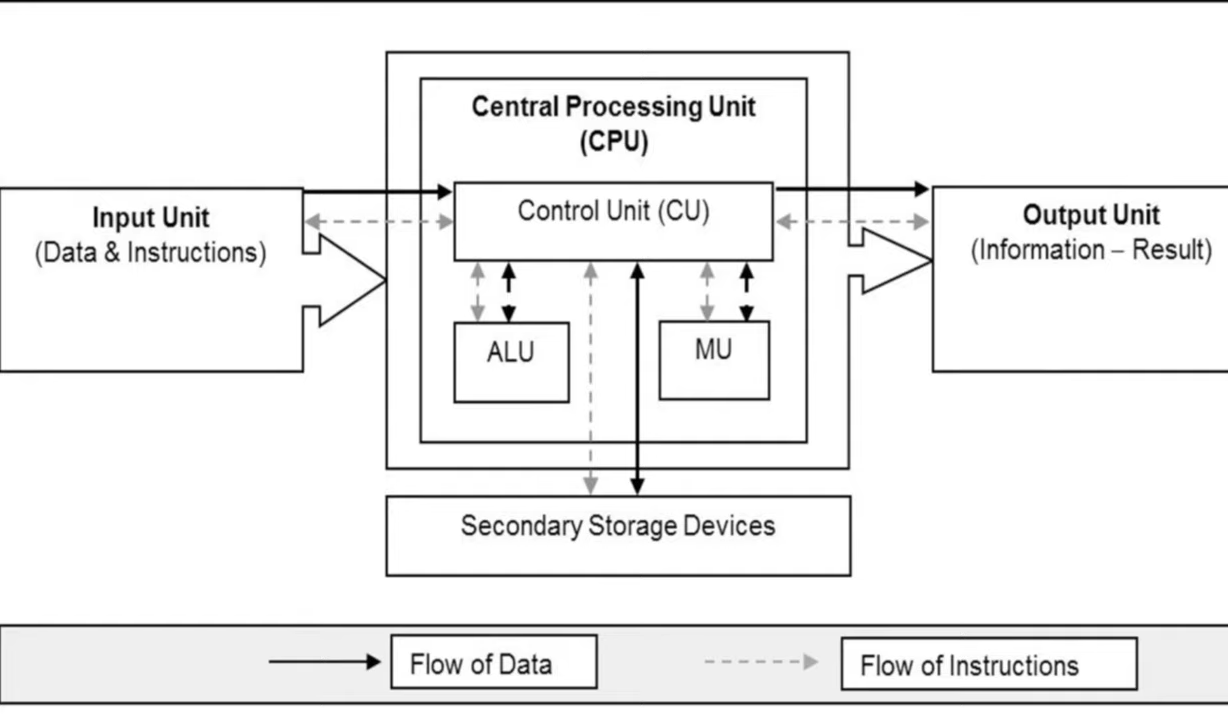 Central Processing Unit
(CPU)
Input Unit
(Data & Instructions)
Control Unit (CU)
Output Unit
(Information – Result)
ALU
MU
Secondary Storage Devices
Flow of Data
Flow of Instructions